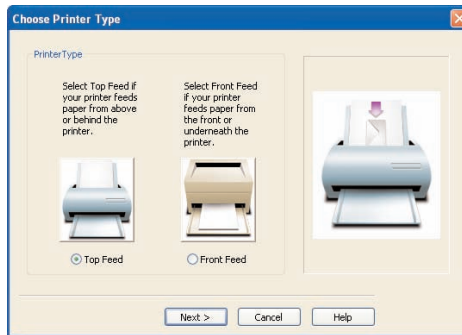 Choose Printer Type
PrinterType
Select Top Feed if
your printer feeds
paper from above
or behind the
printer.
Select Front Feed
if your printer
feeds paper from
the front or
underneath the
printer.
Top Feed
Front Feed
Next >
Cancel
Help